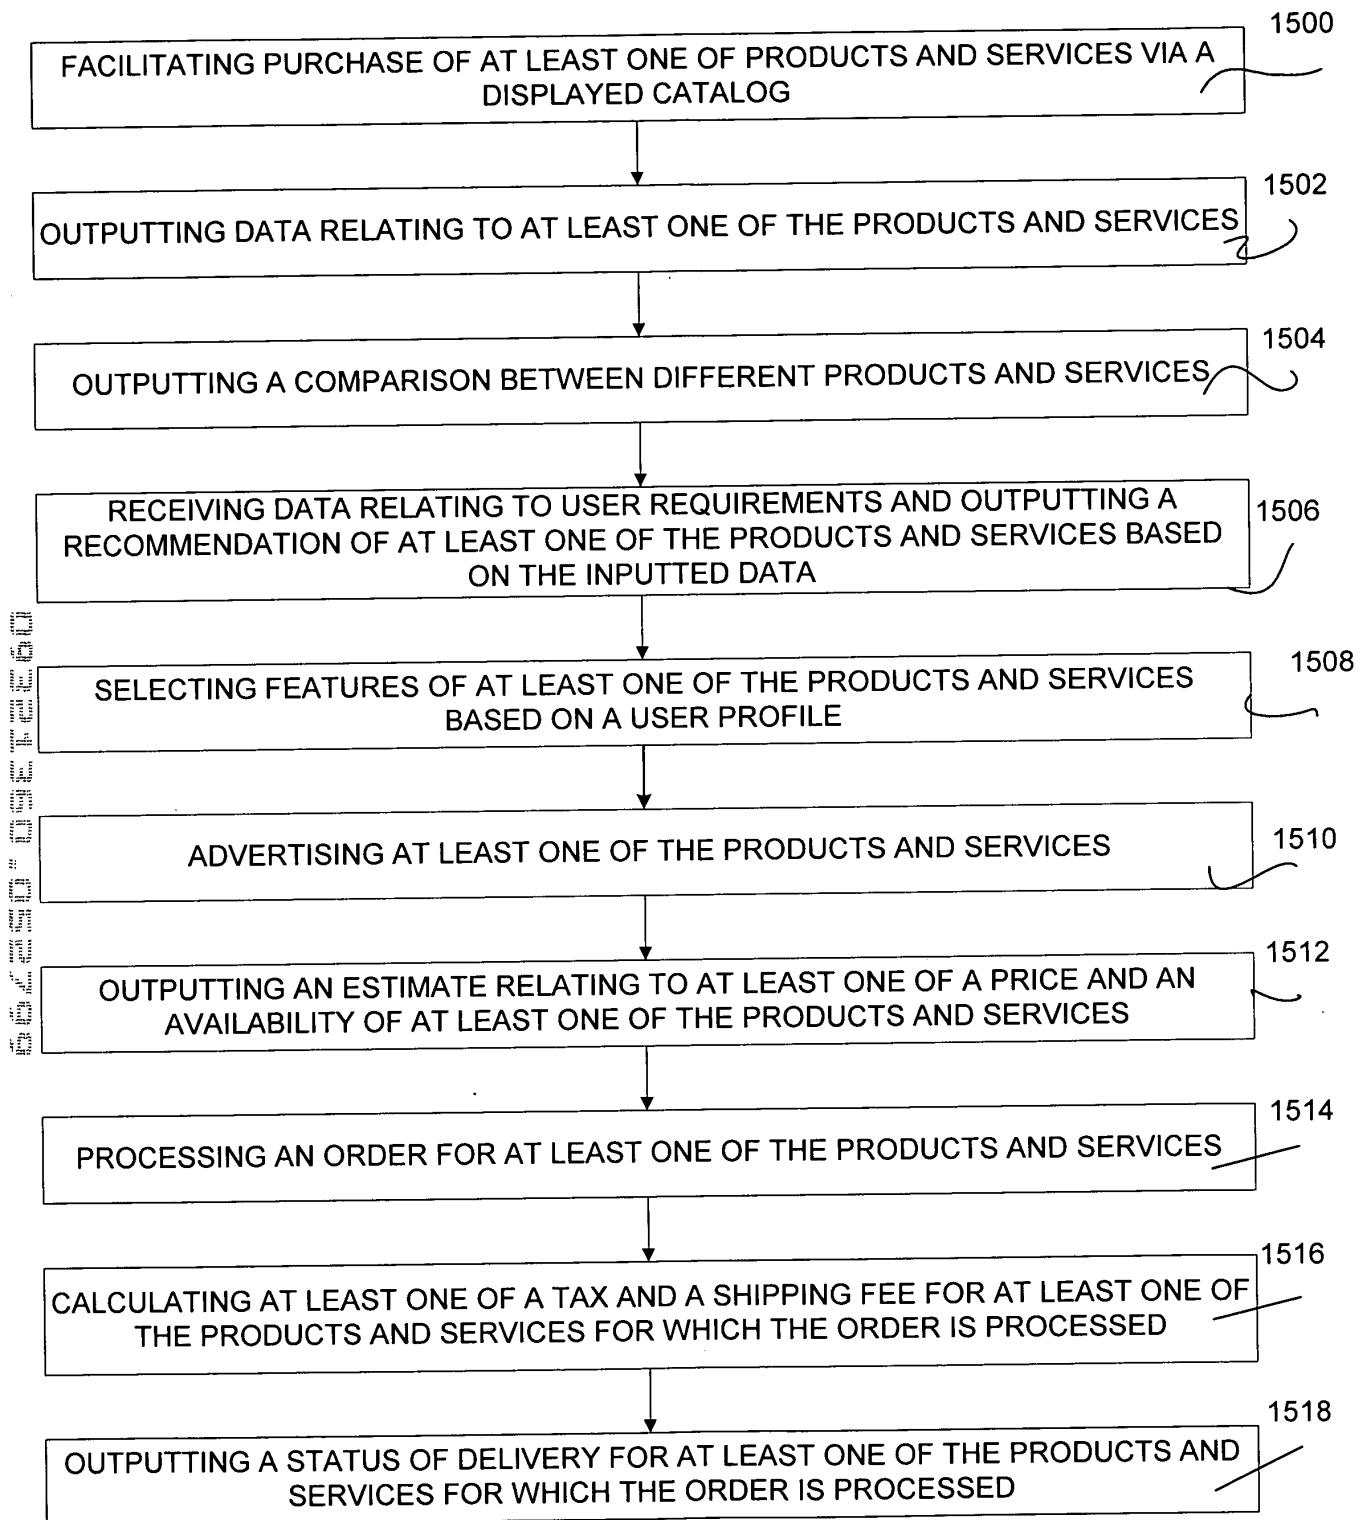 1500
FACILITATING PURCHASE OF AT LEAST ONE OF PRODUCTS AND SERVICES VIA A
DISPLAYED CATALOG
1502
OUTPUTTING DATA RELATING TO AT LEAST ONE OF THE PRODUCTS AND SERVICES
1504
OUTPUTTING A COMPARISON BETWEEN DIFFERENT PRODUCTS AND SERVICES
1506
RECEIVING DATA RELATING TO USER REQUIREMENTS AND OUTPUTTING A
RECOMMENDATION OF AT LEAST ONE OF THE PRODUCTS AND SERVICES BASED
ON THE INPUTTED DATA
1508
SELECTING FEATURES OF AT LEAST ONE OF THE PRODUCTS AND SERVICES
BASED ON A USER PROFILE
1510
ADVERTISING AT LEAST ONE OF THE PRODUCTS AND SERVICES
1512
OUTPUTTING AN ESTIMATE RELATING TO AT LEAST ONE OF A PRICE AND AN
AVAILABILITY OF AT LEAST ONE OF THE PRODUCTS AND SERVICES
1514
PROCESSING AN ORDER FOR AT LEAST ONE OF THE PRODUCTS AND SERVICES
1516
CALCULATING AT LEAST ONE OF A TAX AND A SHIPPING FEE FOR AT LEAST ONE OF
THE PRODUCTS AND SERVICES FOR WHICH THE ORDER IS PROCESSED
1518
OUTPUTTING A STATUS OF DELIVERY FOR AT LEAST ONE OF THE PRODUCTS AND
SERVICES FOR WHICH THE ORDER IS PROCESSED